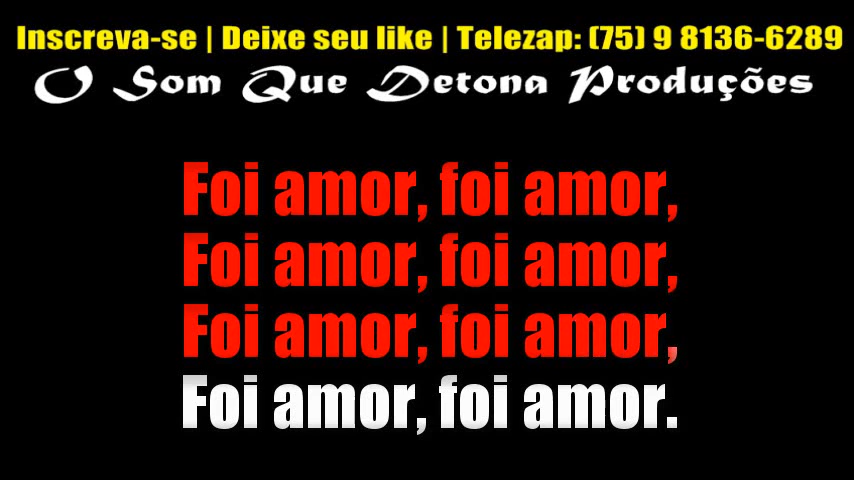 Inscreva-se | Deixe seu like | Telezap: (75) 9 8136-6289
O Som Que Detona Produções
Foi amor, foi amor,
Foi amor, foi amor,
Foi amor, foi amor,
Foi amor, foi amor.